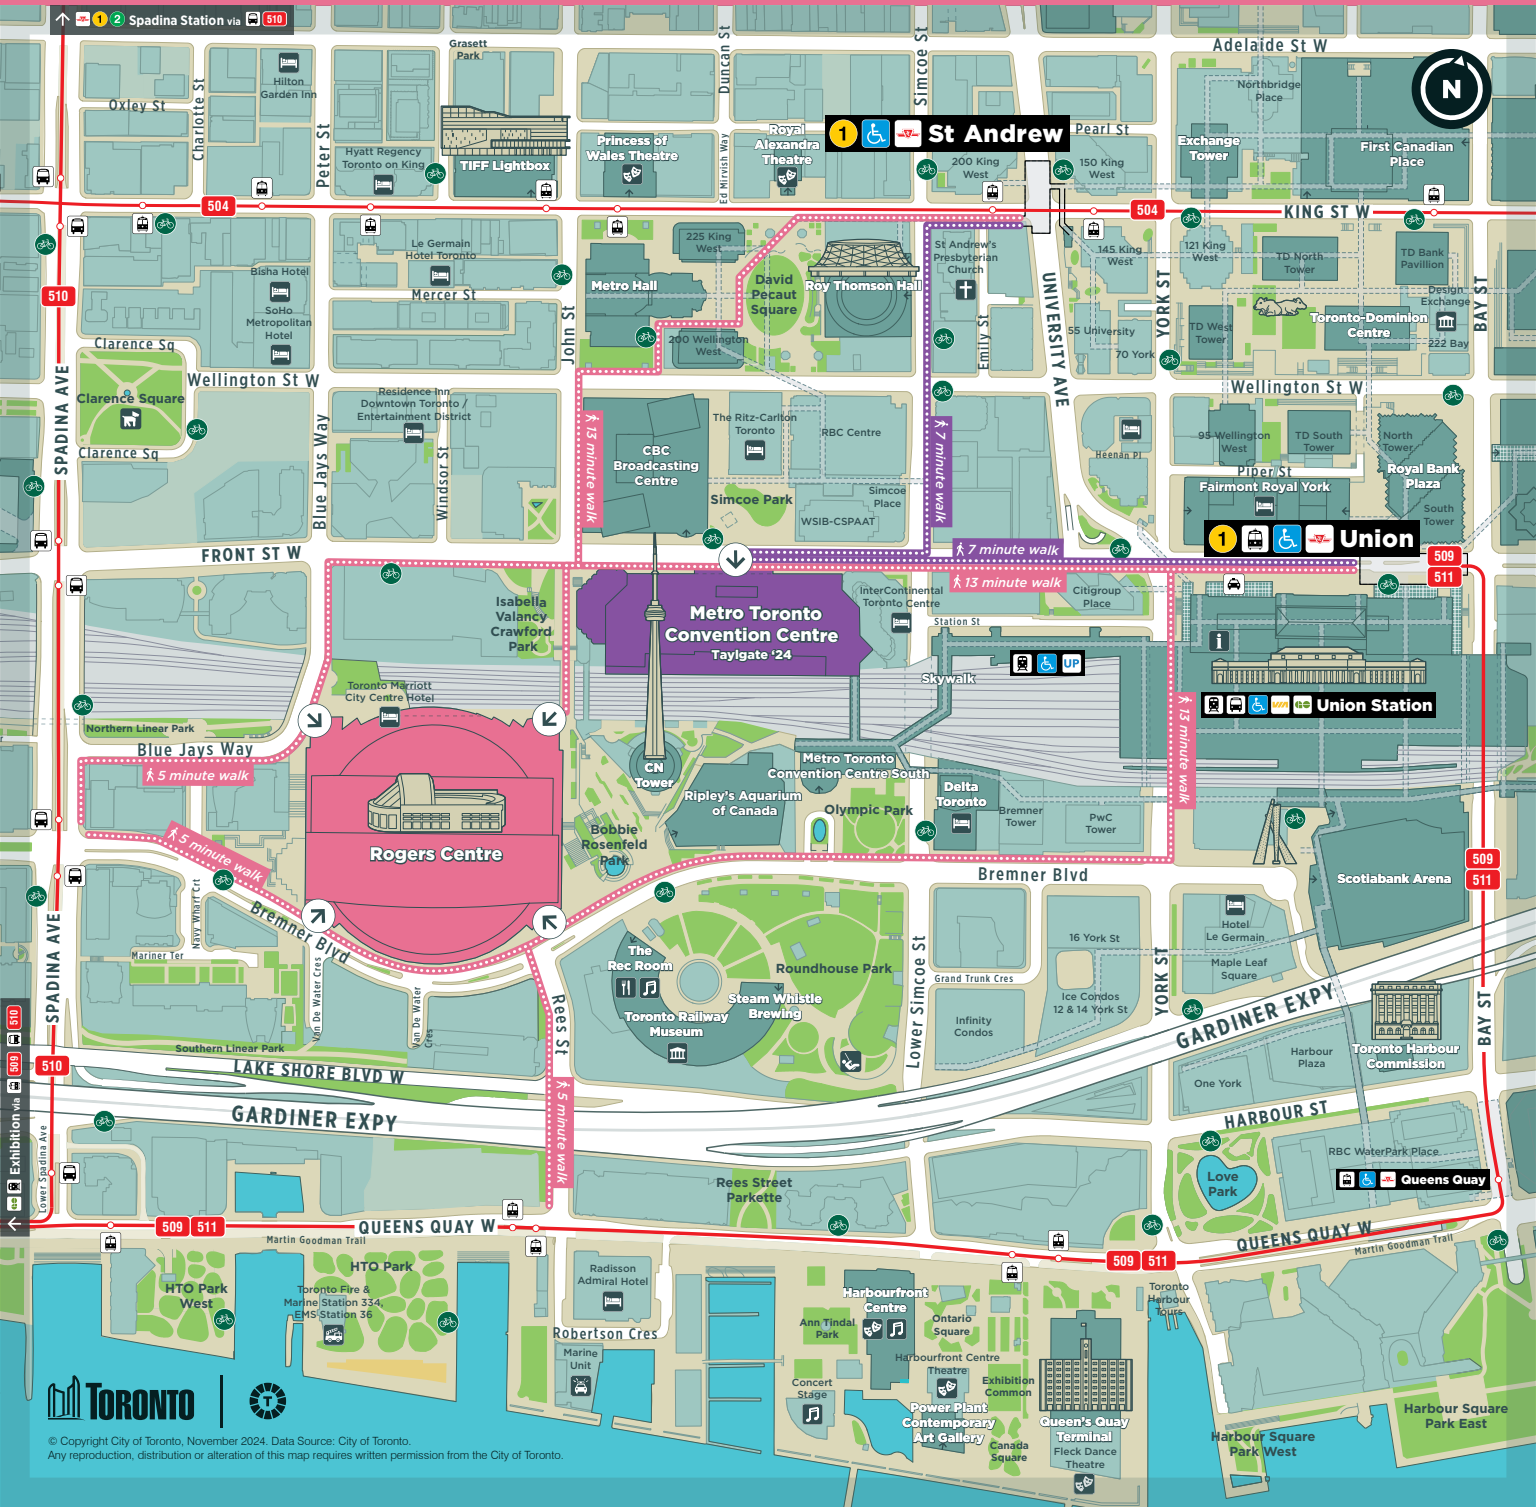 1 2 Spadina Station via 510
Adelaide St W
Grasett
Park
Duncan St
Simcoe St
Hilton
Garden Inn
Oxley St
Charlotte St
Peter St
Northbridge
Place
N
Hyatt Regency
Toronto on King
TIFF Lightbox
Princess of
Wales Theatre
Ed Mirvish Way
Royal
Alexandra
Theatre
1 St Andrew
Pearl St
200 King
West
150 King
West
Exchange
Tower
First Canadian
Place
504
504
KING ST W
Le Germain
Hotel Toronto
Mercer St
Bisha Hotel
SoHo
Metropolitan
Hotel
510
John St
225 King
West
Metro Hall
David
Pecaut
Square
Roy Thomson Hall
200 Wellington
West
St Andrew's
Presbyterian
Church
Emily St
UNIVERSITY AVE
145 King
West
121 King
West
YORK ST
TD North
Tower
TD Bank
Pavillion
Design
Exchange
BAY ST
Toronto-Dominion
Centre
TD West
Tower
222 Bay
55 University
70 York
Clarence Sq
Wellington St W
Clarence Square
Clarence Sq
SPADINA AVE
Blue Jays Way
Residence Inn
Downtown Toronto /
Entertainment District
Windsor St
13 minute walk
CBC
Broadcasting
Centre
The Ritz-Carlton
Toronto
RBC Centre
Simcoe Park
Simcoe
Place
WSIB-CSPAAT
7 minute walk
Wellington St W
Heenan Pl
95 Wellington
West
TD South
Tower
North
Tower
Royal Bank
Plaza
South
Tower
Piper St
Fairmont Royal York
1 Union
509
511
FRONT ST W
7 minute walk
13 minute walk
Isabella
Valancy
Crawford
Park
Metro Toronto
Convention Centre
Taylgate ‘24
InterContinental
Toronto Centre
Station St
Citigroup
Place
Skywalk
UP
Union Station
VIA
GO
13 minute walk
Toronto Marriott
City Centre Hotel
Northern Linear Park
Blue Jays Way
5 minute walk
5 minute walk
Rogers Centre
CN
Tower
Ripley's Aquarium
of Canada
Metro Toronto
Convention Centre South
Olympic Park
Delta
Toronto
Bremner
Tower
PwC
Tower
Bobbie
Rosenfeld
Park
Bremner Blvd
Scotiabank Arena
509
511
SPADINA AVE
Navy Wharf Crt
Bremner Blvd
Mariner Ter
Van De Water Cres
Van De Water
Cres
Southern Linear Park
Rees St
The
Rec Room
Roundhouse Park
Steam Whistle
Brewing
Toronto Railway
Museum
Lower Simcoe St
16 York St
Grand Trunk Cres
Ice Condos
12 & 14 York St
Infinity
Condos
YORK ST
Hotel
Le Germain
Maple Leaf
Square
GARDINER EXPY
Toronto Harbour
Commission
Harbour
Plaza
One York
BAY ST
HARBOUR ST
510
LAKE SHORE BLVD W
GARDINER EXPY
5 minute walk
Exhibition via 509 510
Lower Spadina Ave
Rees Street
Parkette
Love
Park
RBC WaterPark Place
Queens Quay
509 511
QUEENS QUAY W
Martin Goodman Trail
509 511
QUEENS QUAY W
Martin Goodman Trail
HTO Park
West
HTO Park
Toronto Fire &
Marine Station 334,
EMS Station 36
Radisson
Admiral Hotel
Robertson Cres
Marine
Unit
Harbourfront
Centre
Ann Tindal
Park
Ontario
Square
Harbourfront Centre
Theatre
Concert
Stage
Exhibition
Common
Power Plant
Contemporary
Art Gallery
Canada
Square
Queen's Quay
Terminal
Fleck Dance
Theatre
Toronto
Harbour
Tours
Harbour Square
Park East
Harbour Square
Park West
TORONTO
T
© Copyright City of Toronto, November 2024. Data Source: City of Toronto.
Any reproduction, distribution or alteration of this map requires written permission from the City of Toronto.